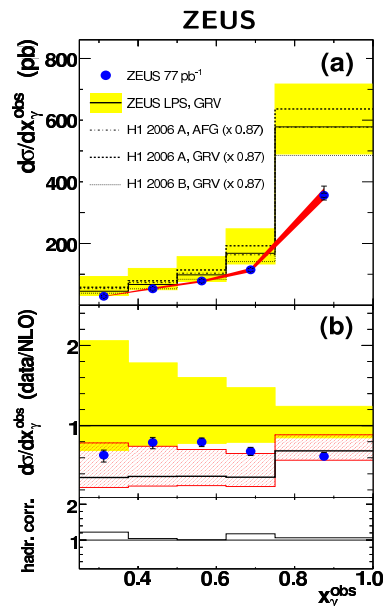 ZEUS
dσ/dx_γ^obs (pb)
800
600
400
200
(a)
ZEUS 77 pb⁻¹
ZEUS LPS, GRV
H1 2006 A, AFG (x 0.87)
H1 2006 A, GRV (x 0.87)
H1 2006 B, GRV (x 0.87)
dσ/dx_γ^obs (data/NLO)
2
1
(b)
hadr. corr.
2
1
0.4 0.6 0.8 1.0
x_γ^obs